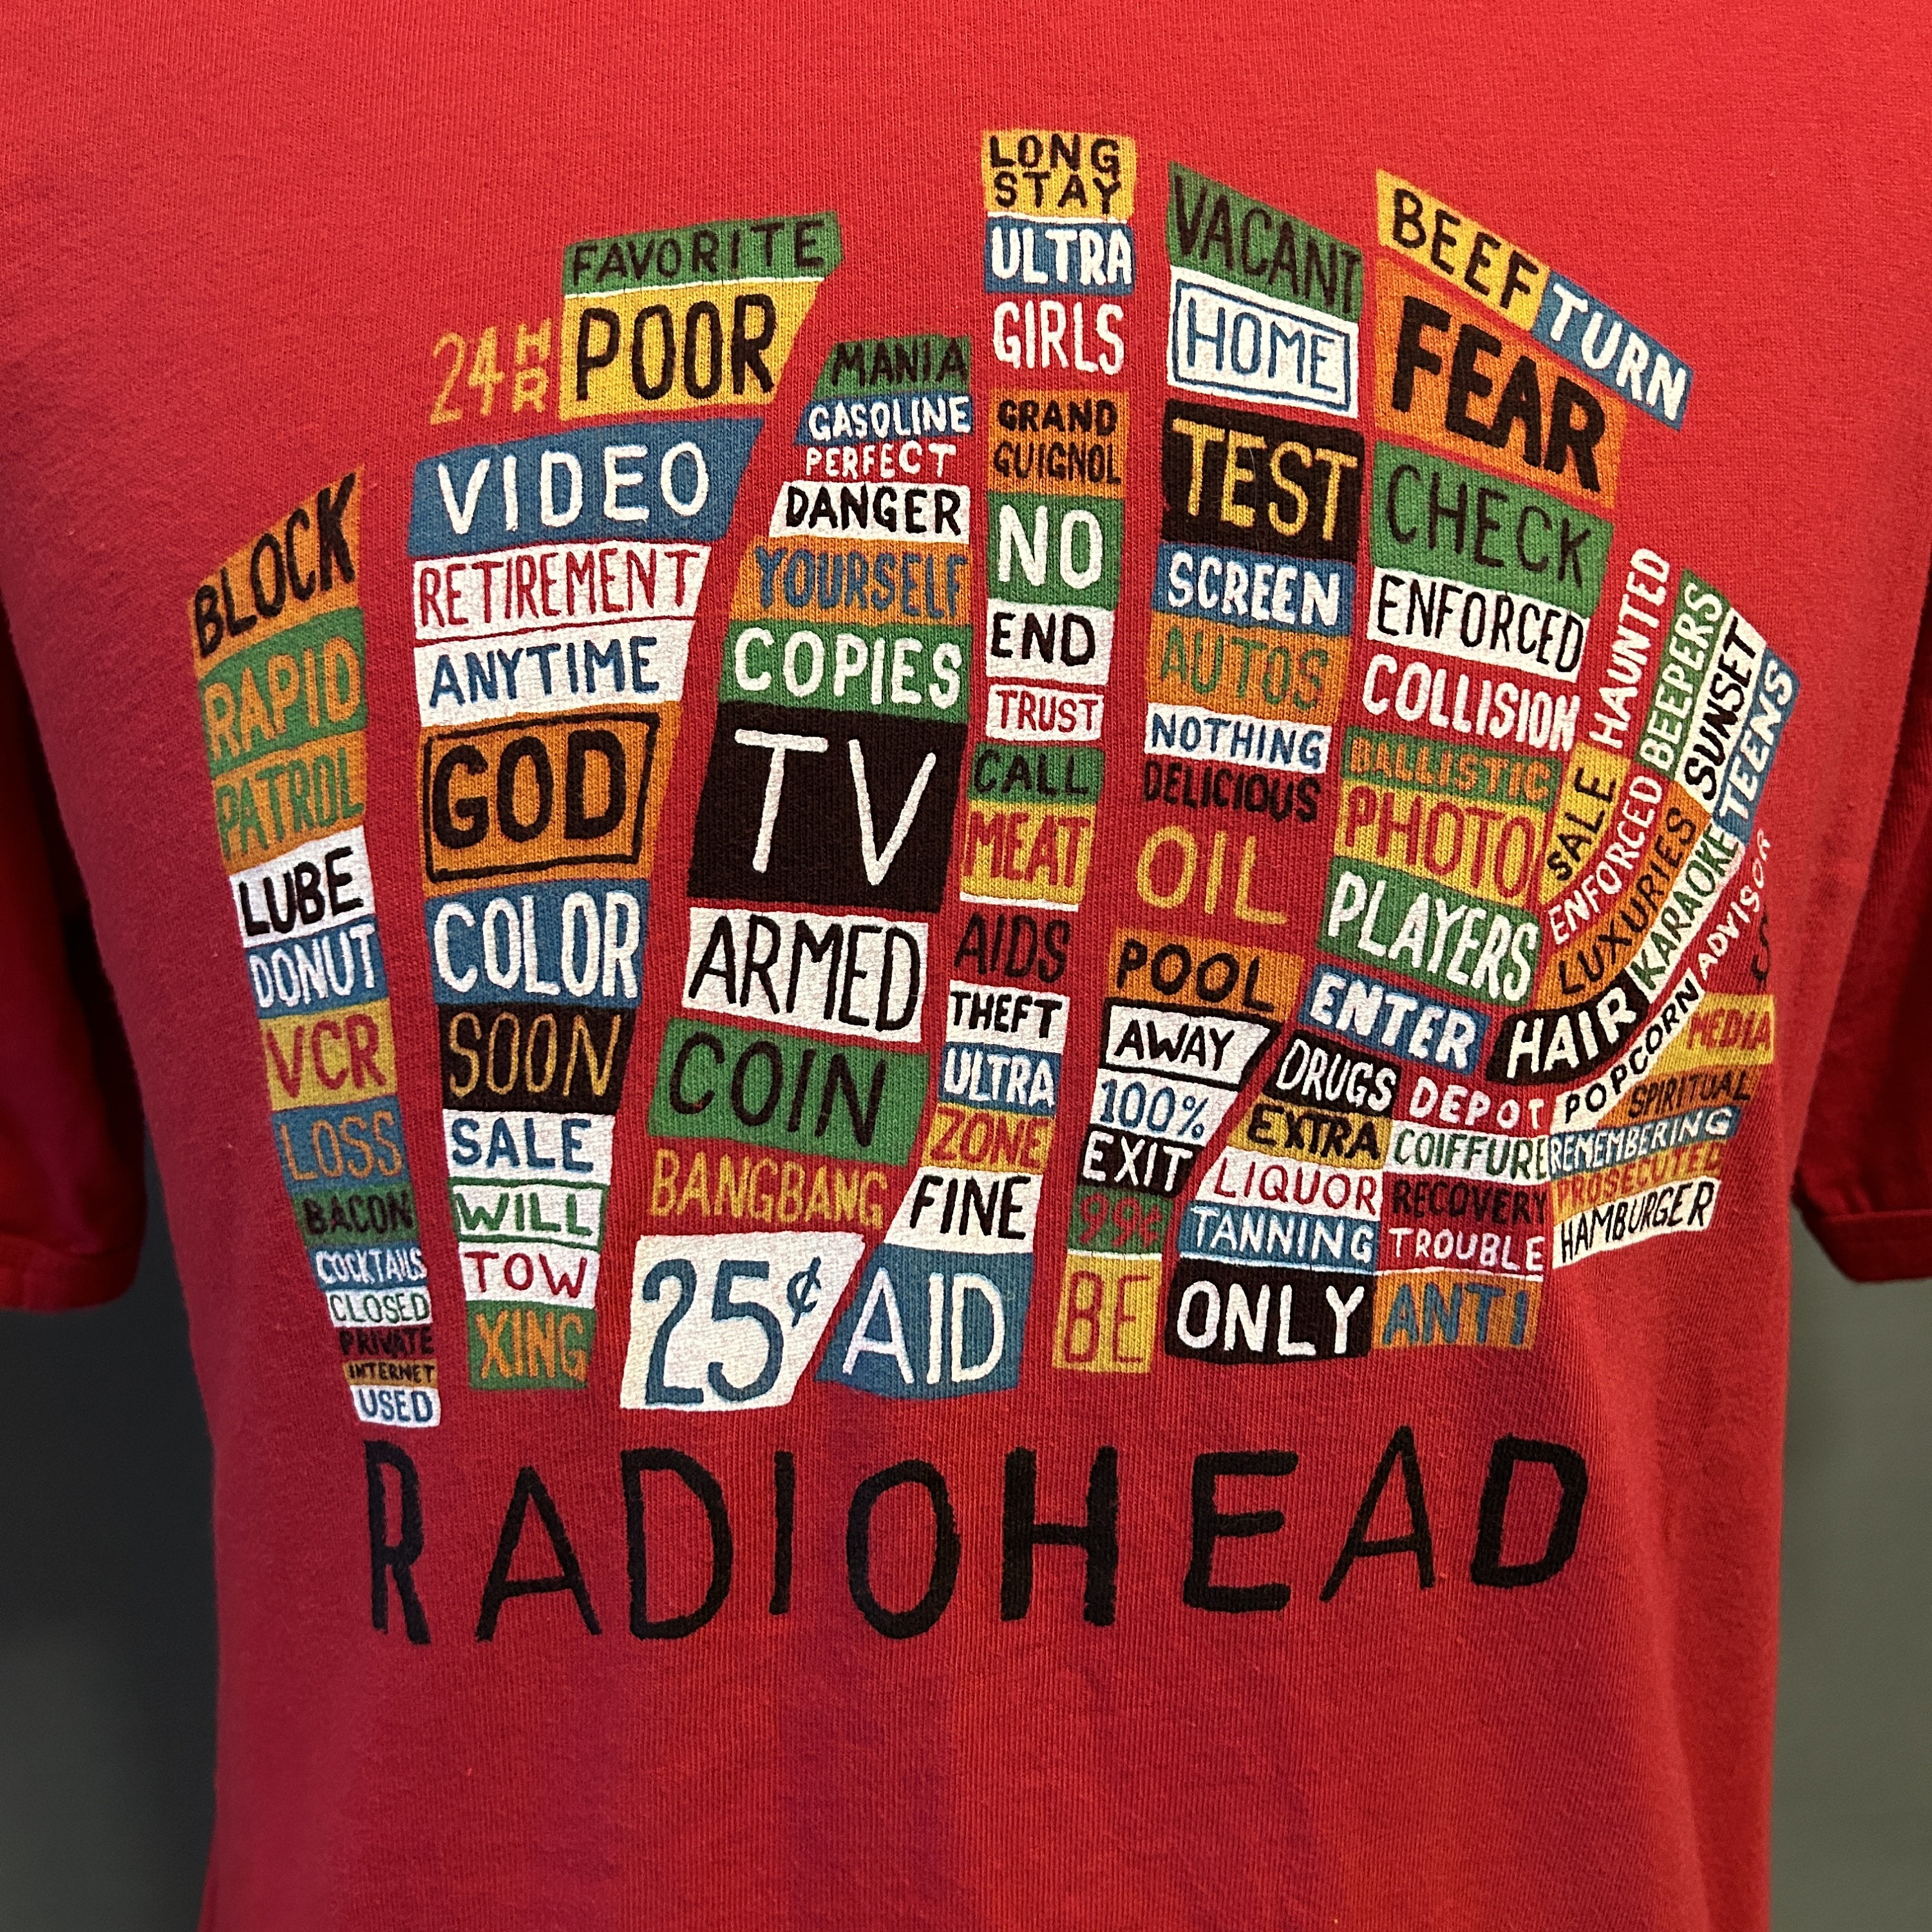 BLOCK
RAPID
PATROL
LUBE
DONUT
VCR
LOSS
BACON
COCKTAILS
CLOSED
PRIVATE
INTERNET
USED
FAVORITE
24 HR
POOR
VIDEO
RETIREMENT
ANYTIME
GOD
COLOR
SOON
SALE
WILL
TOW
XING
MANIA
GASOLINE
PERFECT
DANGER
YOURSELF
COPIES
TV
ARMED
COIN
BANGBANG
25¢
LONG
STAY
ULTRA
GIRLS
GRAND
GUIGNOL
NO
END
TRUST
CALL
MEAT
AIDS
THEFT
ULTRA
ZONE
FINE
AID
VACANT
HOME
TEST
SCREEN
AUTOS
NOTHING
DELICIOUS
OIL
POOL
AWAY
100%
EXIT
99¢
BE
BEEF TURN
FEAR
CHECK
ENFORCED
COLLISION
BALLISTIC
PHOTO
PLAYERS
ENTER
DRUGS
EXTRA
LIQUOR
TANNING
ONLY
DEPOT
COIFFURE
RECOVERY
TROUBLE
ANTI
SALE HAUNTED
ENFORCED BEEPERS
LUXURIES SUNSET
HAIR KARAOKE TEENS
POPCORN ADVISOR
MEDIA
SPIRITUAL
REMEMBERING
PROSECUTED
HAMBURGER
RADIOHEAD